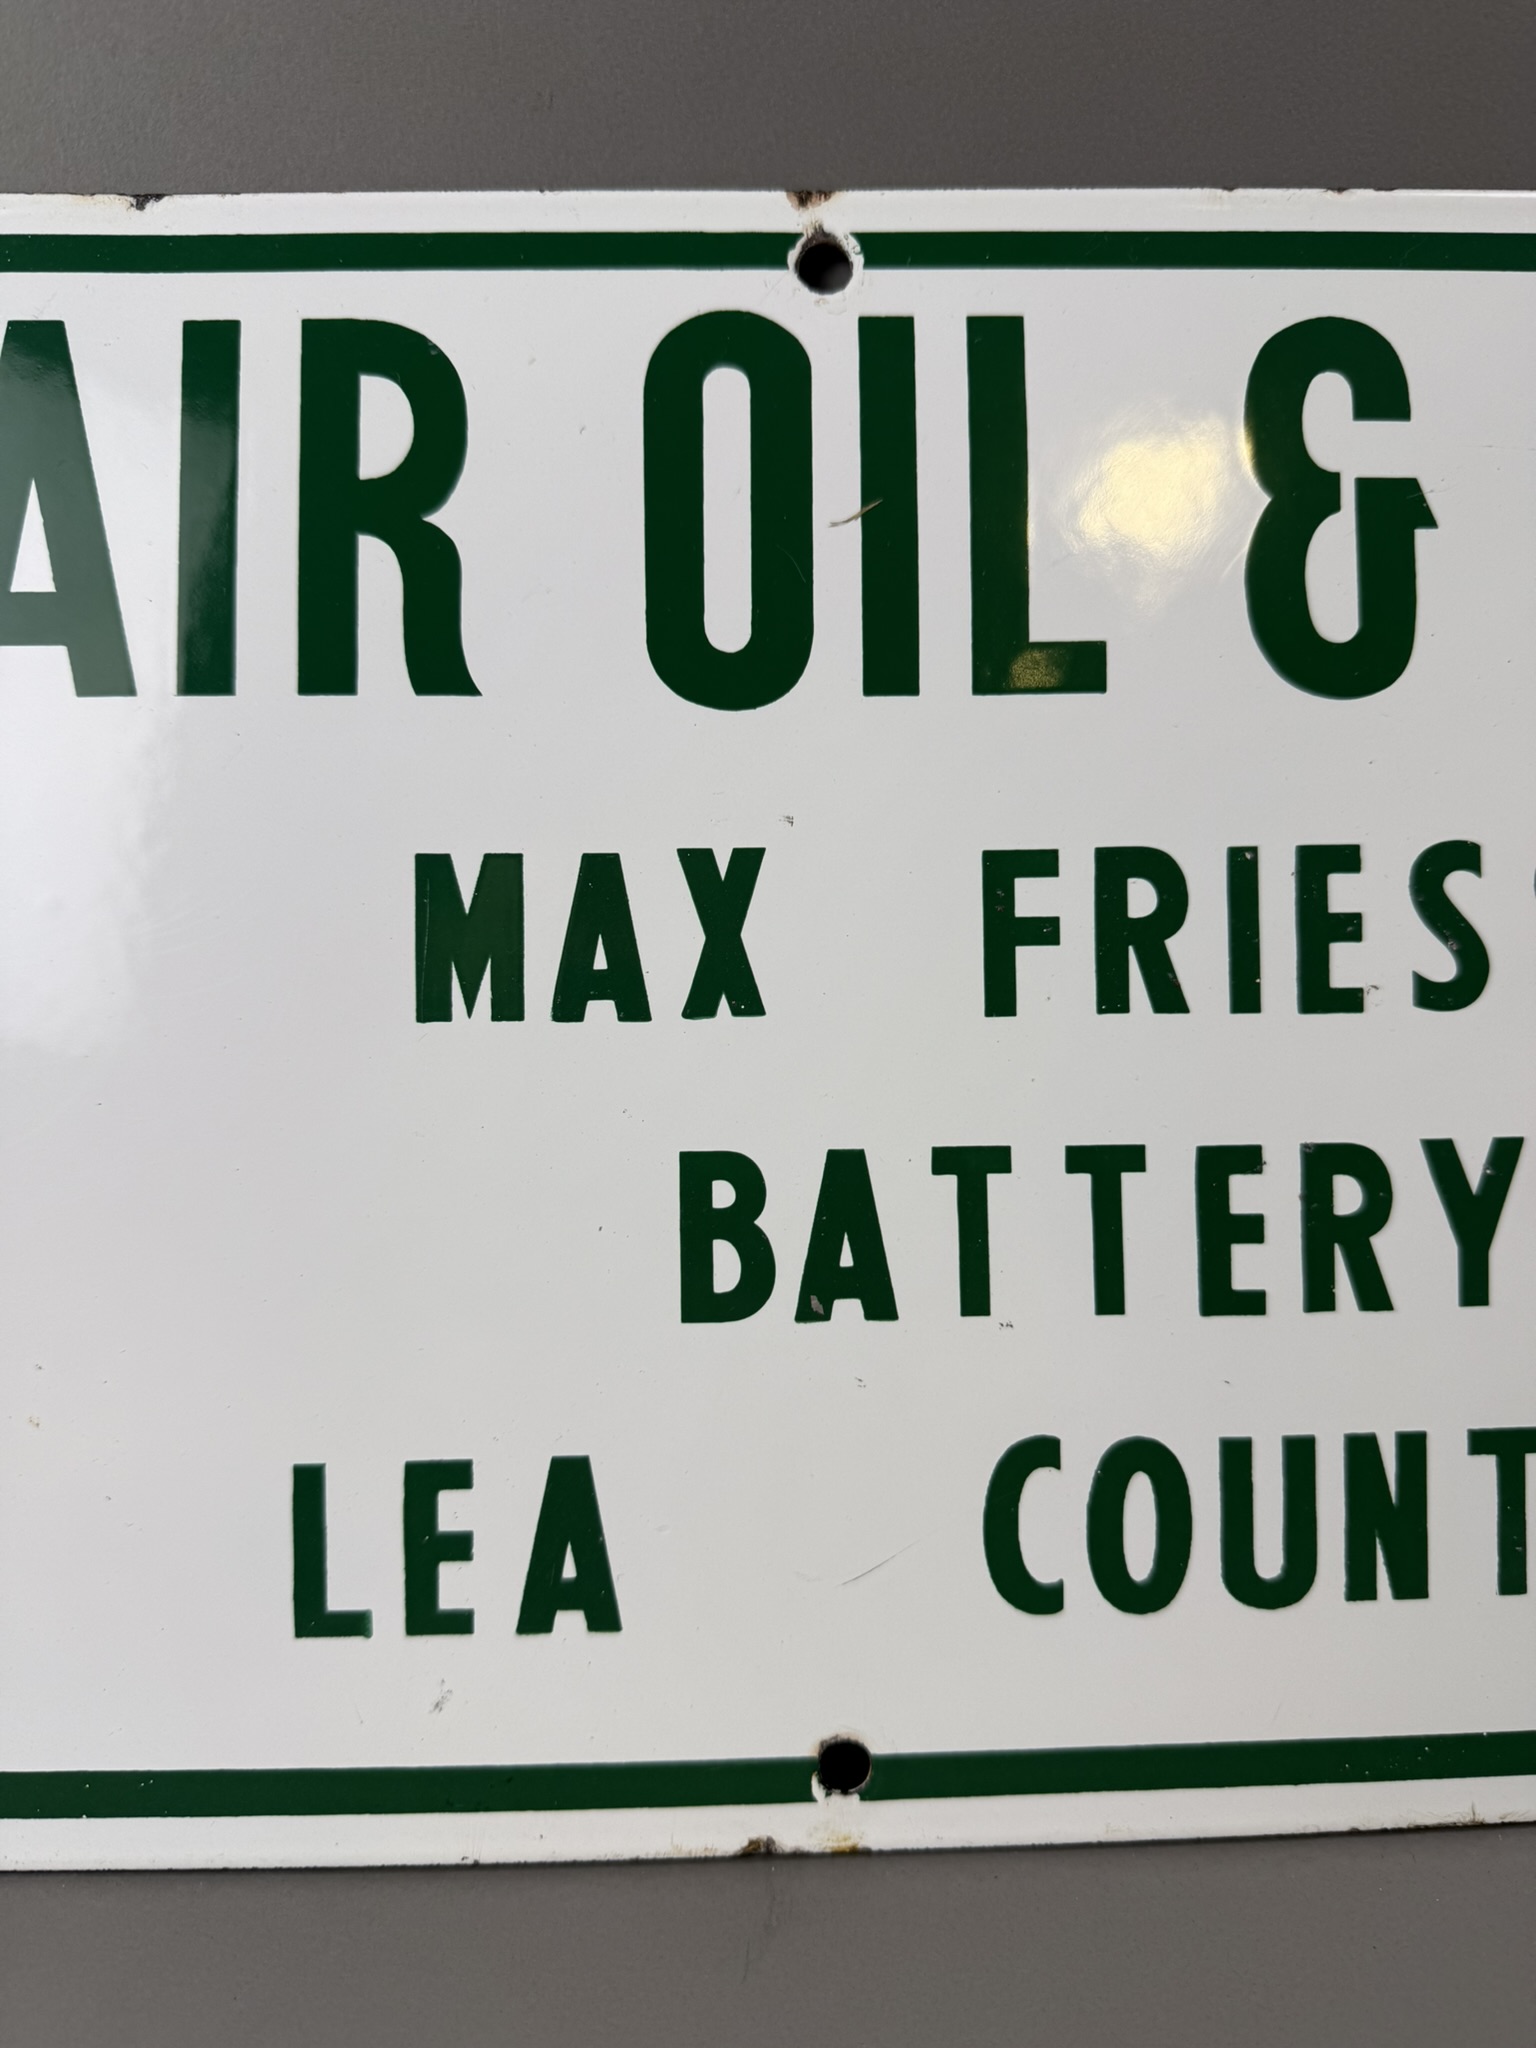 AIR OIL &
MAX FRIES
BATTERY
LEA COUNT